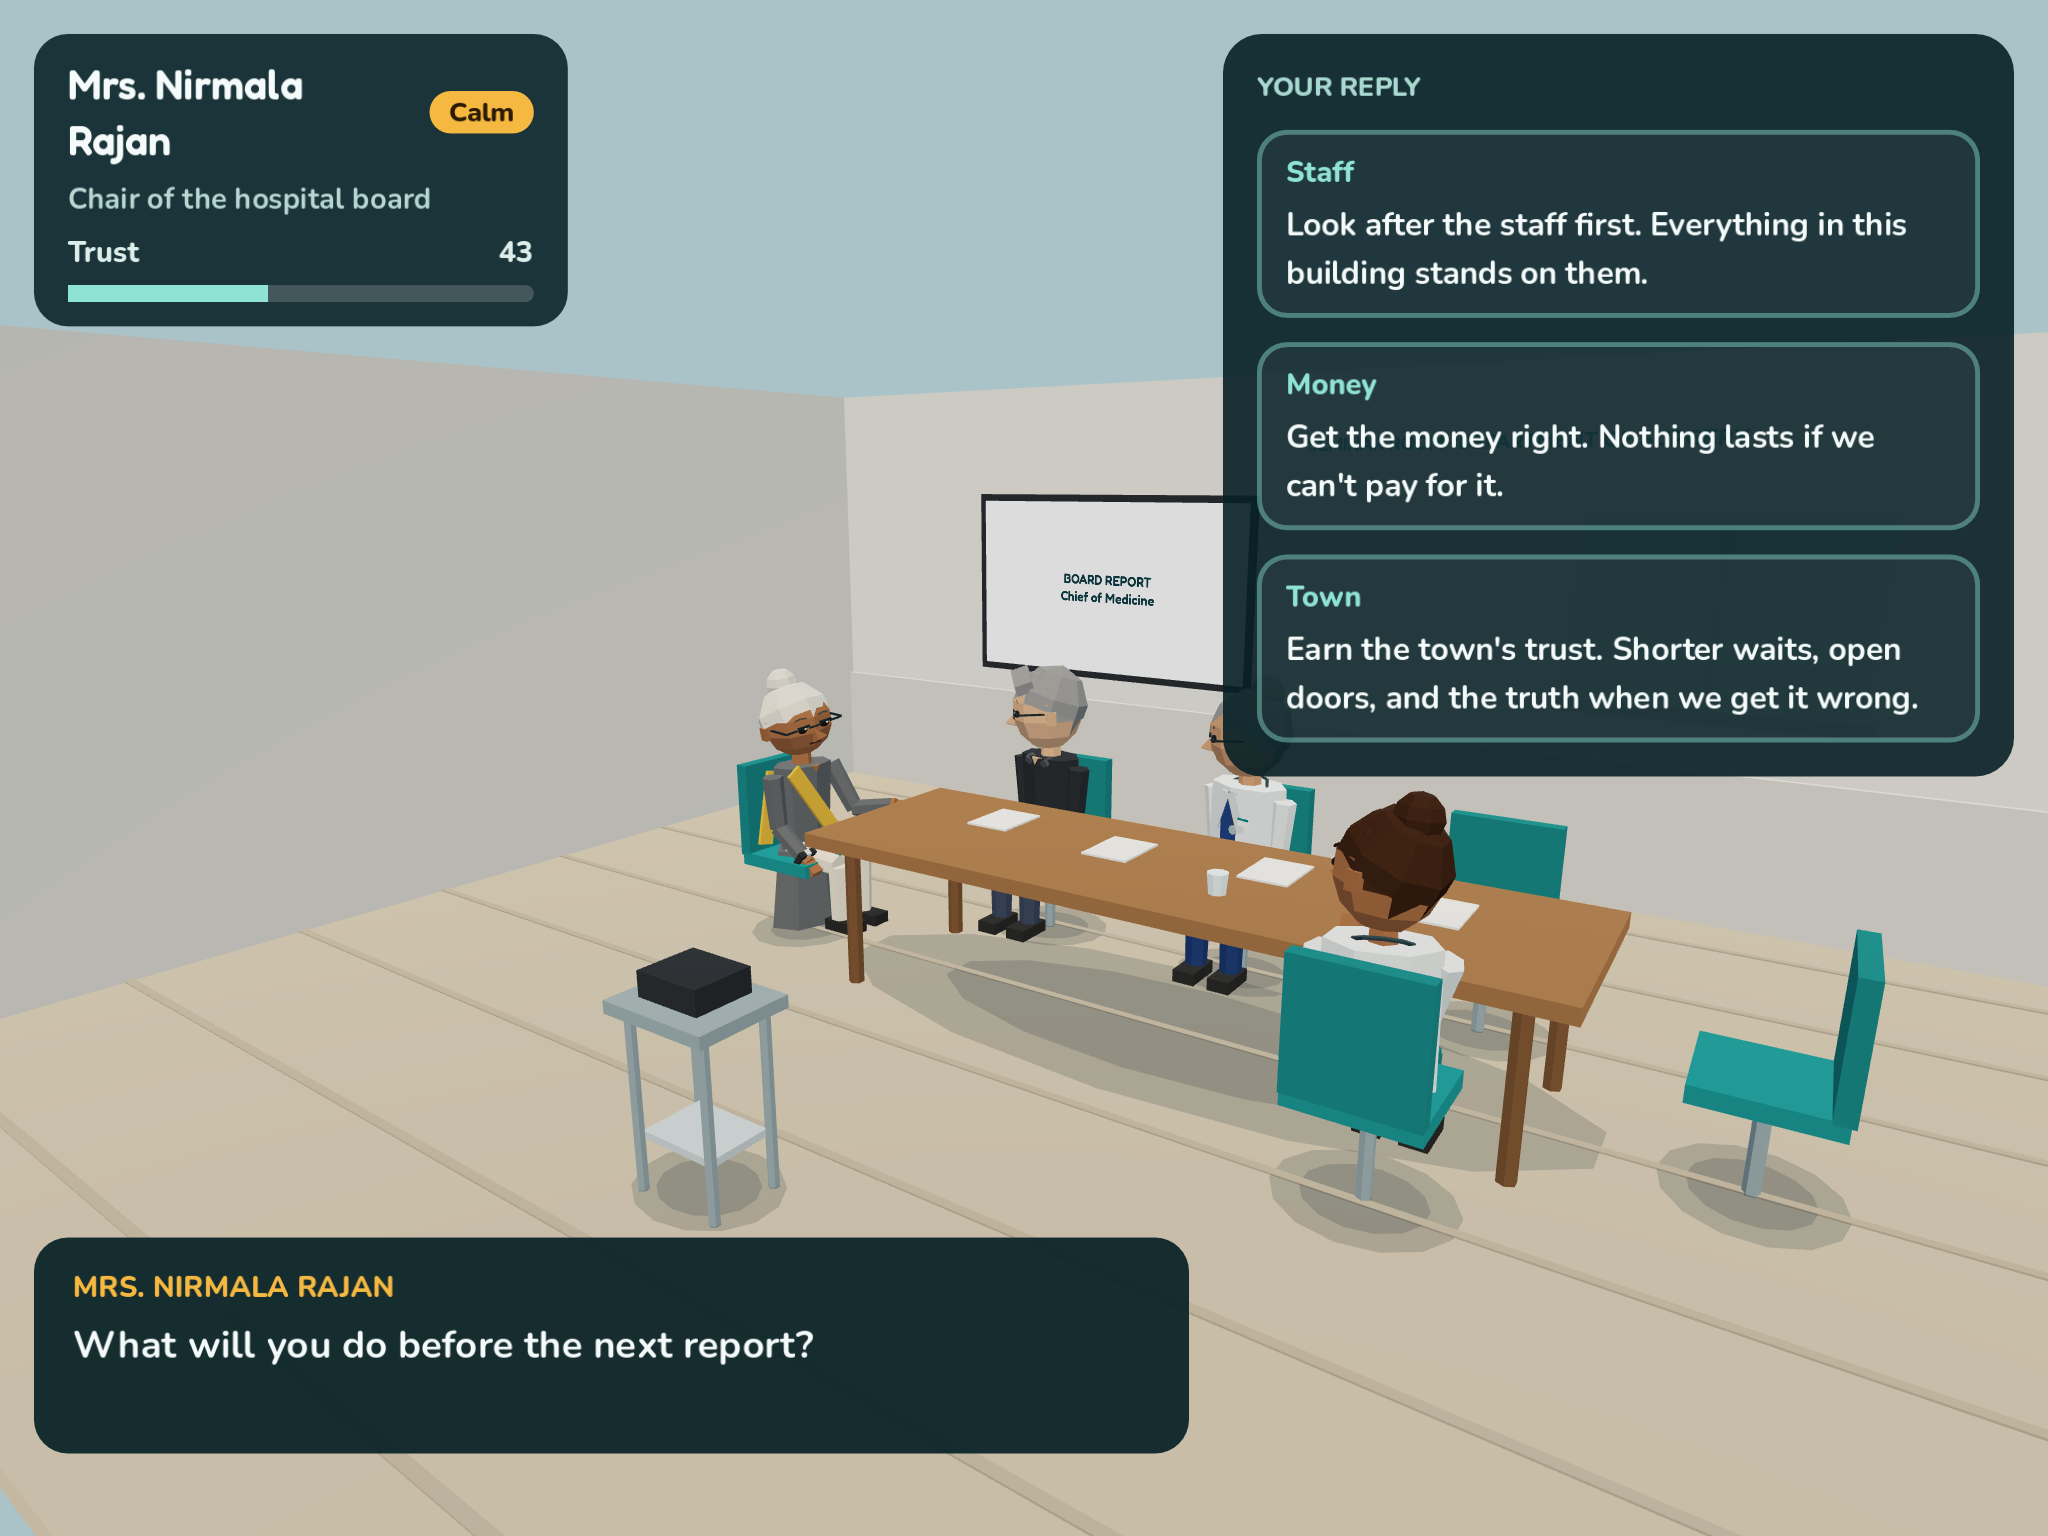 Mrs. Nirmala
Rajan
Calm
Chair of the hospital board
Trust 43
YOUR REPLY
Staff
Look after the staff first. Everything in this
building stands on them.
Money
Get the money right. Nothing lasts if we
can't pay for it.
Town
Earn the town's trust. Shorter waits, open
doors, and the truth when we get it wrong.
BOARD REPORT
Chief of Medicine
MRS. NIRMALA RAJAN
What will you do before the next report?